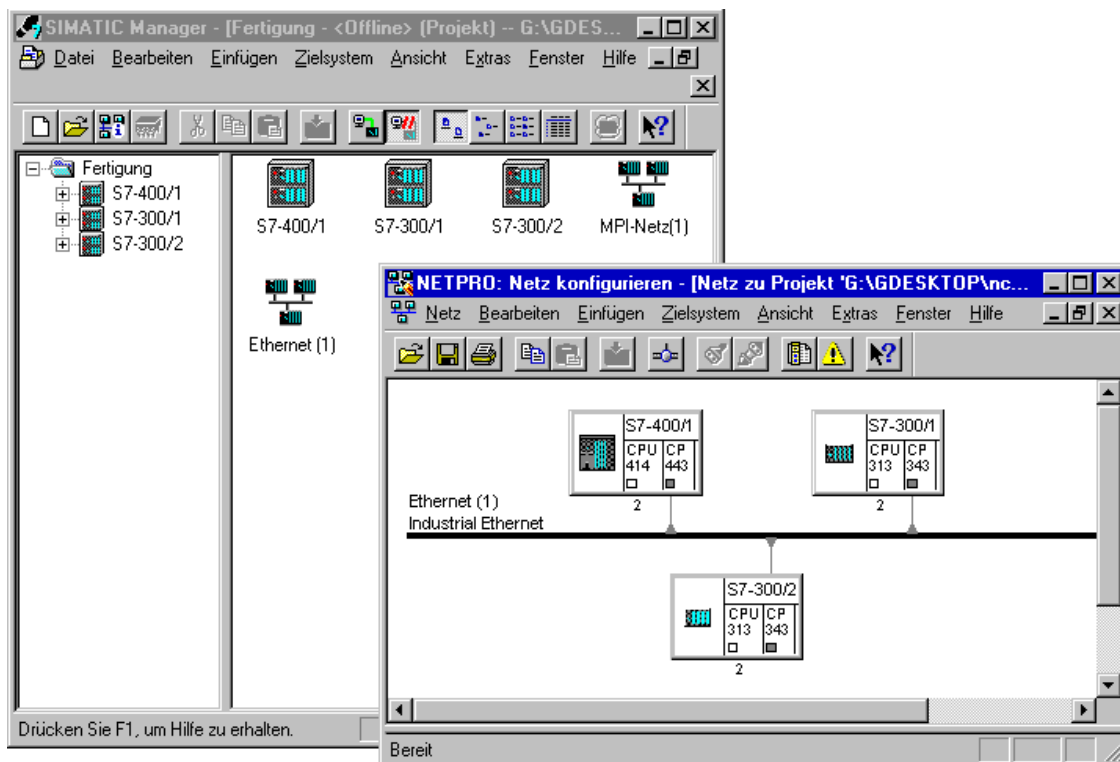 SIMATIC Manager - [Fertigung - <Offline> (Projekt) -- G:\GDES...
Datei Bearbeiten Einfügen Zielsystem Ansicht Extras Fenster Hilfe
Fertigung
S7-400/1
S7-300/1
S7-300/2
S7-400/1 S7-300/1 S7-300/2 MPI-Netz(1)
Ethernet (1)
NETPRO: Netz konfigurieren - [Netz zu Projekt 'G:\GDESKTOP\nc...
Netz Bearbeiten Einfügen Zielsystem Ansicht Extras Fenster Hilfe
S7-400/1
CPU CP
414 443
2
S7-300/1
CPU CP
313 343
2
Ethernet (1)
Industrial Ethernet
S7-300/2
CPU CP
313 343
2
Drücken Sie F1, um Hilfe zu erhalten.
Bereit